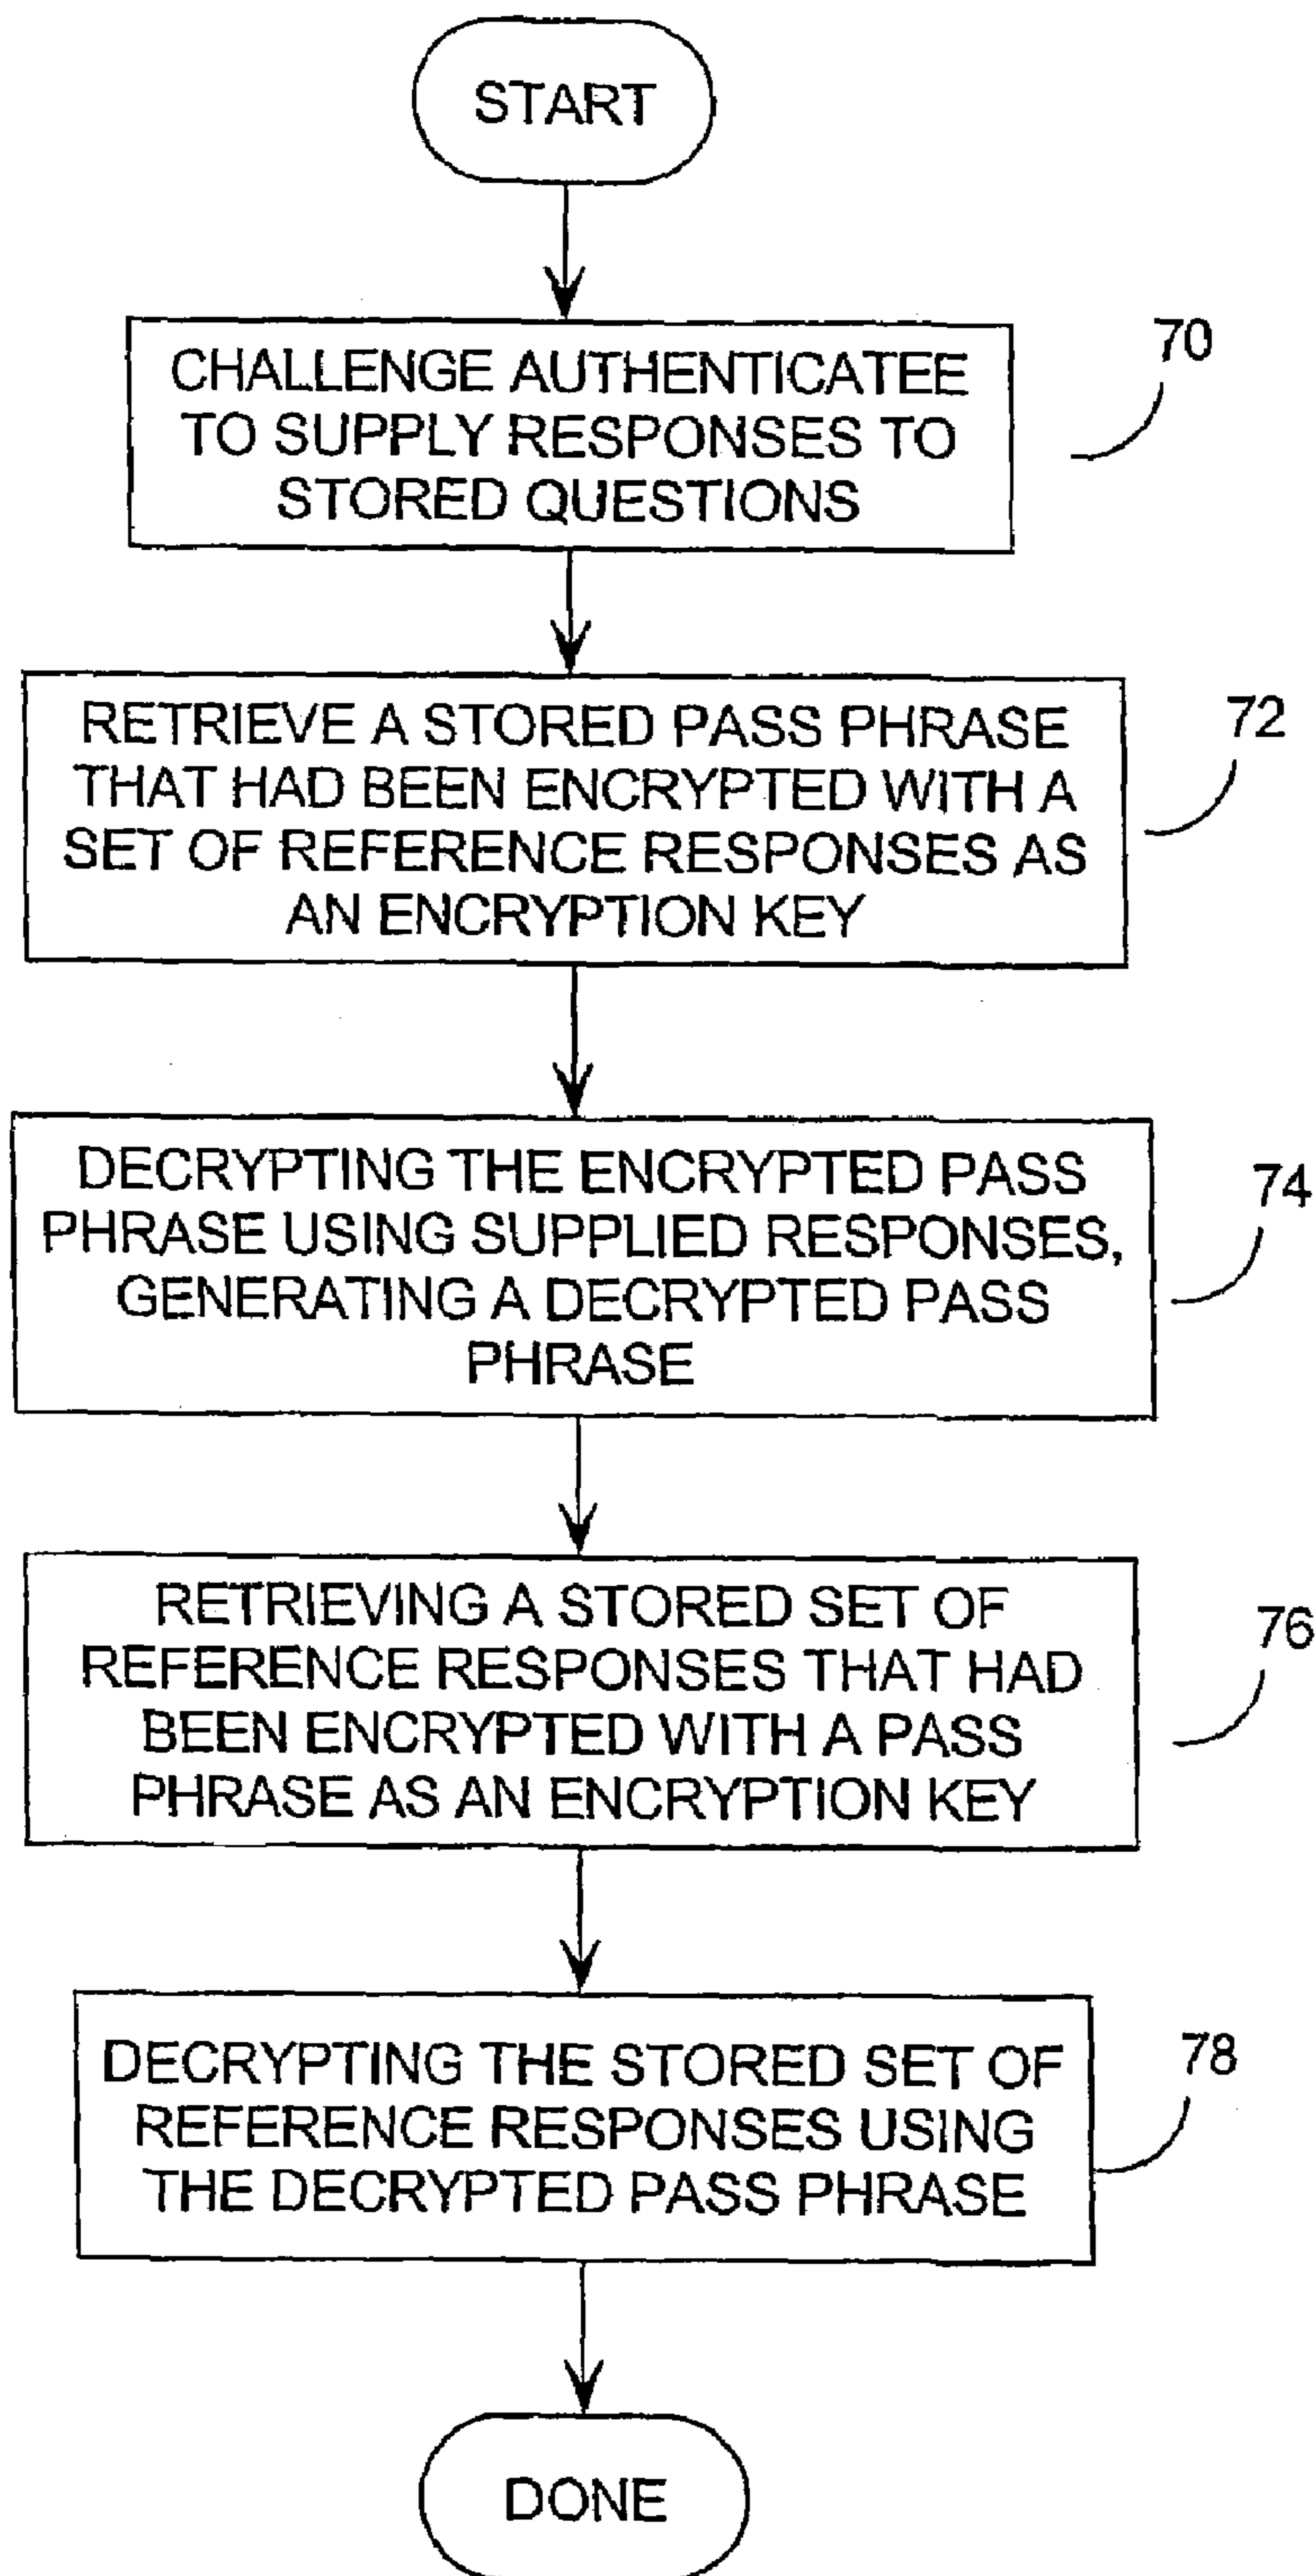 START
CHALLENGE AUTHENTICATEE
TO SUPPLY RESPONSES TO
STORED QUESTIONS
70
RETRIEVE A STORED PASS PHRASE
THAT HAD BEEN ENCRYPTED WITH A
SET OF REFERENCE RESPONSES AS
AN ENCRYPTION KEY
72
DECRYPTING THE ENCRYPTED PASS
PHRASE USING SUPPLIED RESPONSES,
GENERATING A DECRYPTED PASS
PHRASE
74
RETRIEVING A STORED SET OF
REFERENCE RESPONSES THAT HAD
BEEN ENCRYPTED WITH A PASS
PHRASE AS AN ENCRYPTION KEY
76
DECRYPTING THE STORED SET OF
REFERENCE RESPONSES USING
THE DECRYPTED PASS PHRASE
78
DONE